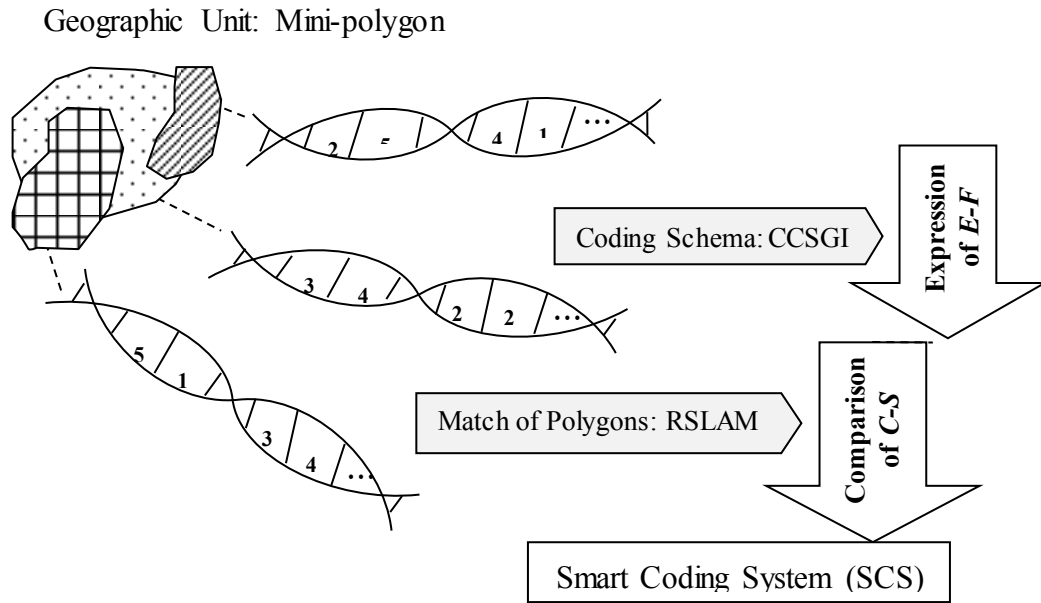 Geographic Unit: Mini-polygon
2 5 4 1 ...
Coding Schema: CCSGI
Expression
of E-F
3 4 2 2 ...
5 1 3 4 ...
Match of Polygons: RSLAM
Comparison
of C-S
Smart Coding System (SCS)